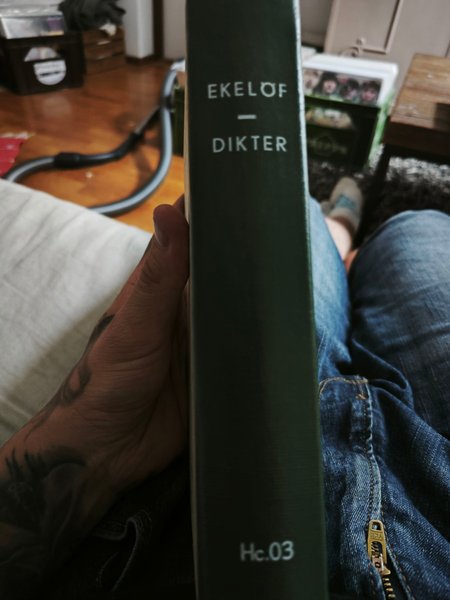 EKELÖF
–
DIKTER
Hc.03